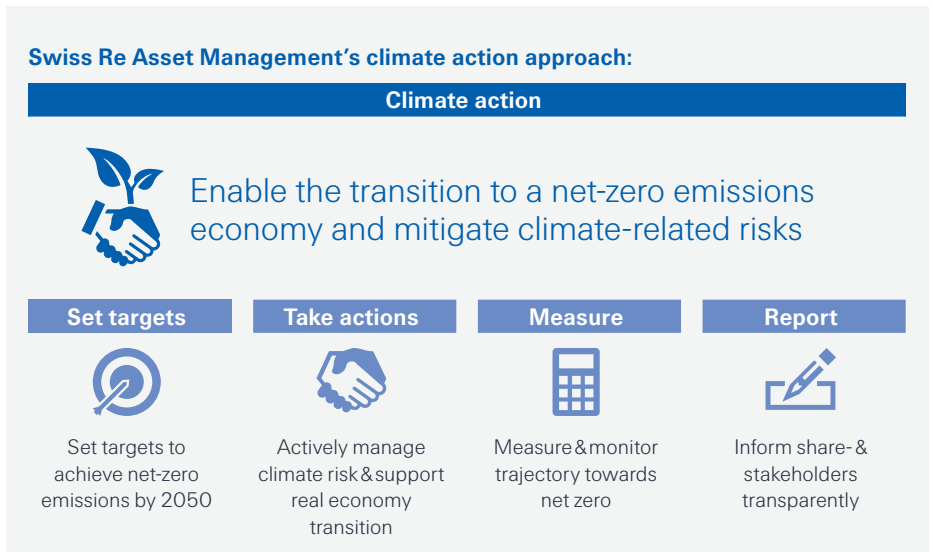 Swiss Re Asset Management’s climate action approach:
Climate action
Enable the transition to a net-zero emissions
economy and mitigate climate-related risks
Set targets
Set targets to
achieve net-zero
emissions by 2050
Take actions
Actively manage
climate risk & support
real economy
transition
Measure
Measure & monitor
trajectory towards
net zero
Report
Inform share- &
stakeholders
transparently